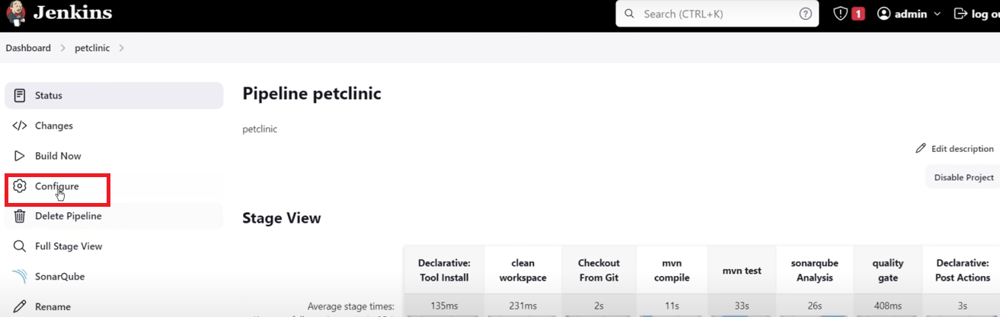 Jenkins
Search (CTRL+K)
1
admin
log o
Dashboard
petclinic
Status
Changes
Build Now
Configure
Delete Pipeline
Full Stage View
SonarQube
Rename
Pipeline petclinic
petclinic
Edit description
Disable Project
Stage View
Declarative: Tool Install
clean workspace
Checkout From Git
mvn compile
mvn test
sonarqube Analysis
quality gate
Declarative: Post Actions
Average stage times:
135ms
231ms
2s
11s
33s
26s
408ms
3s